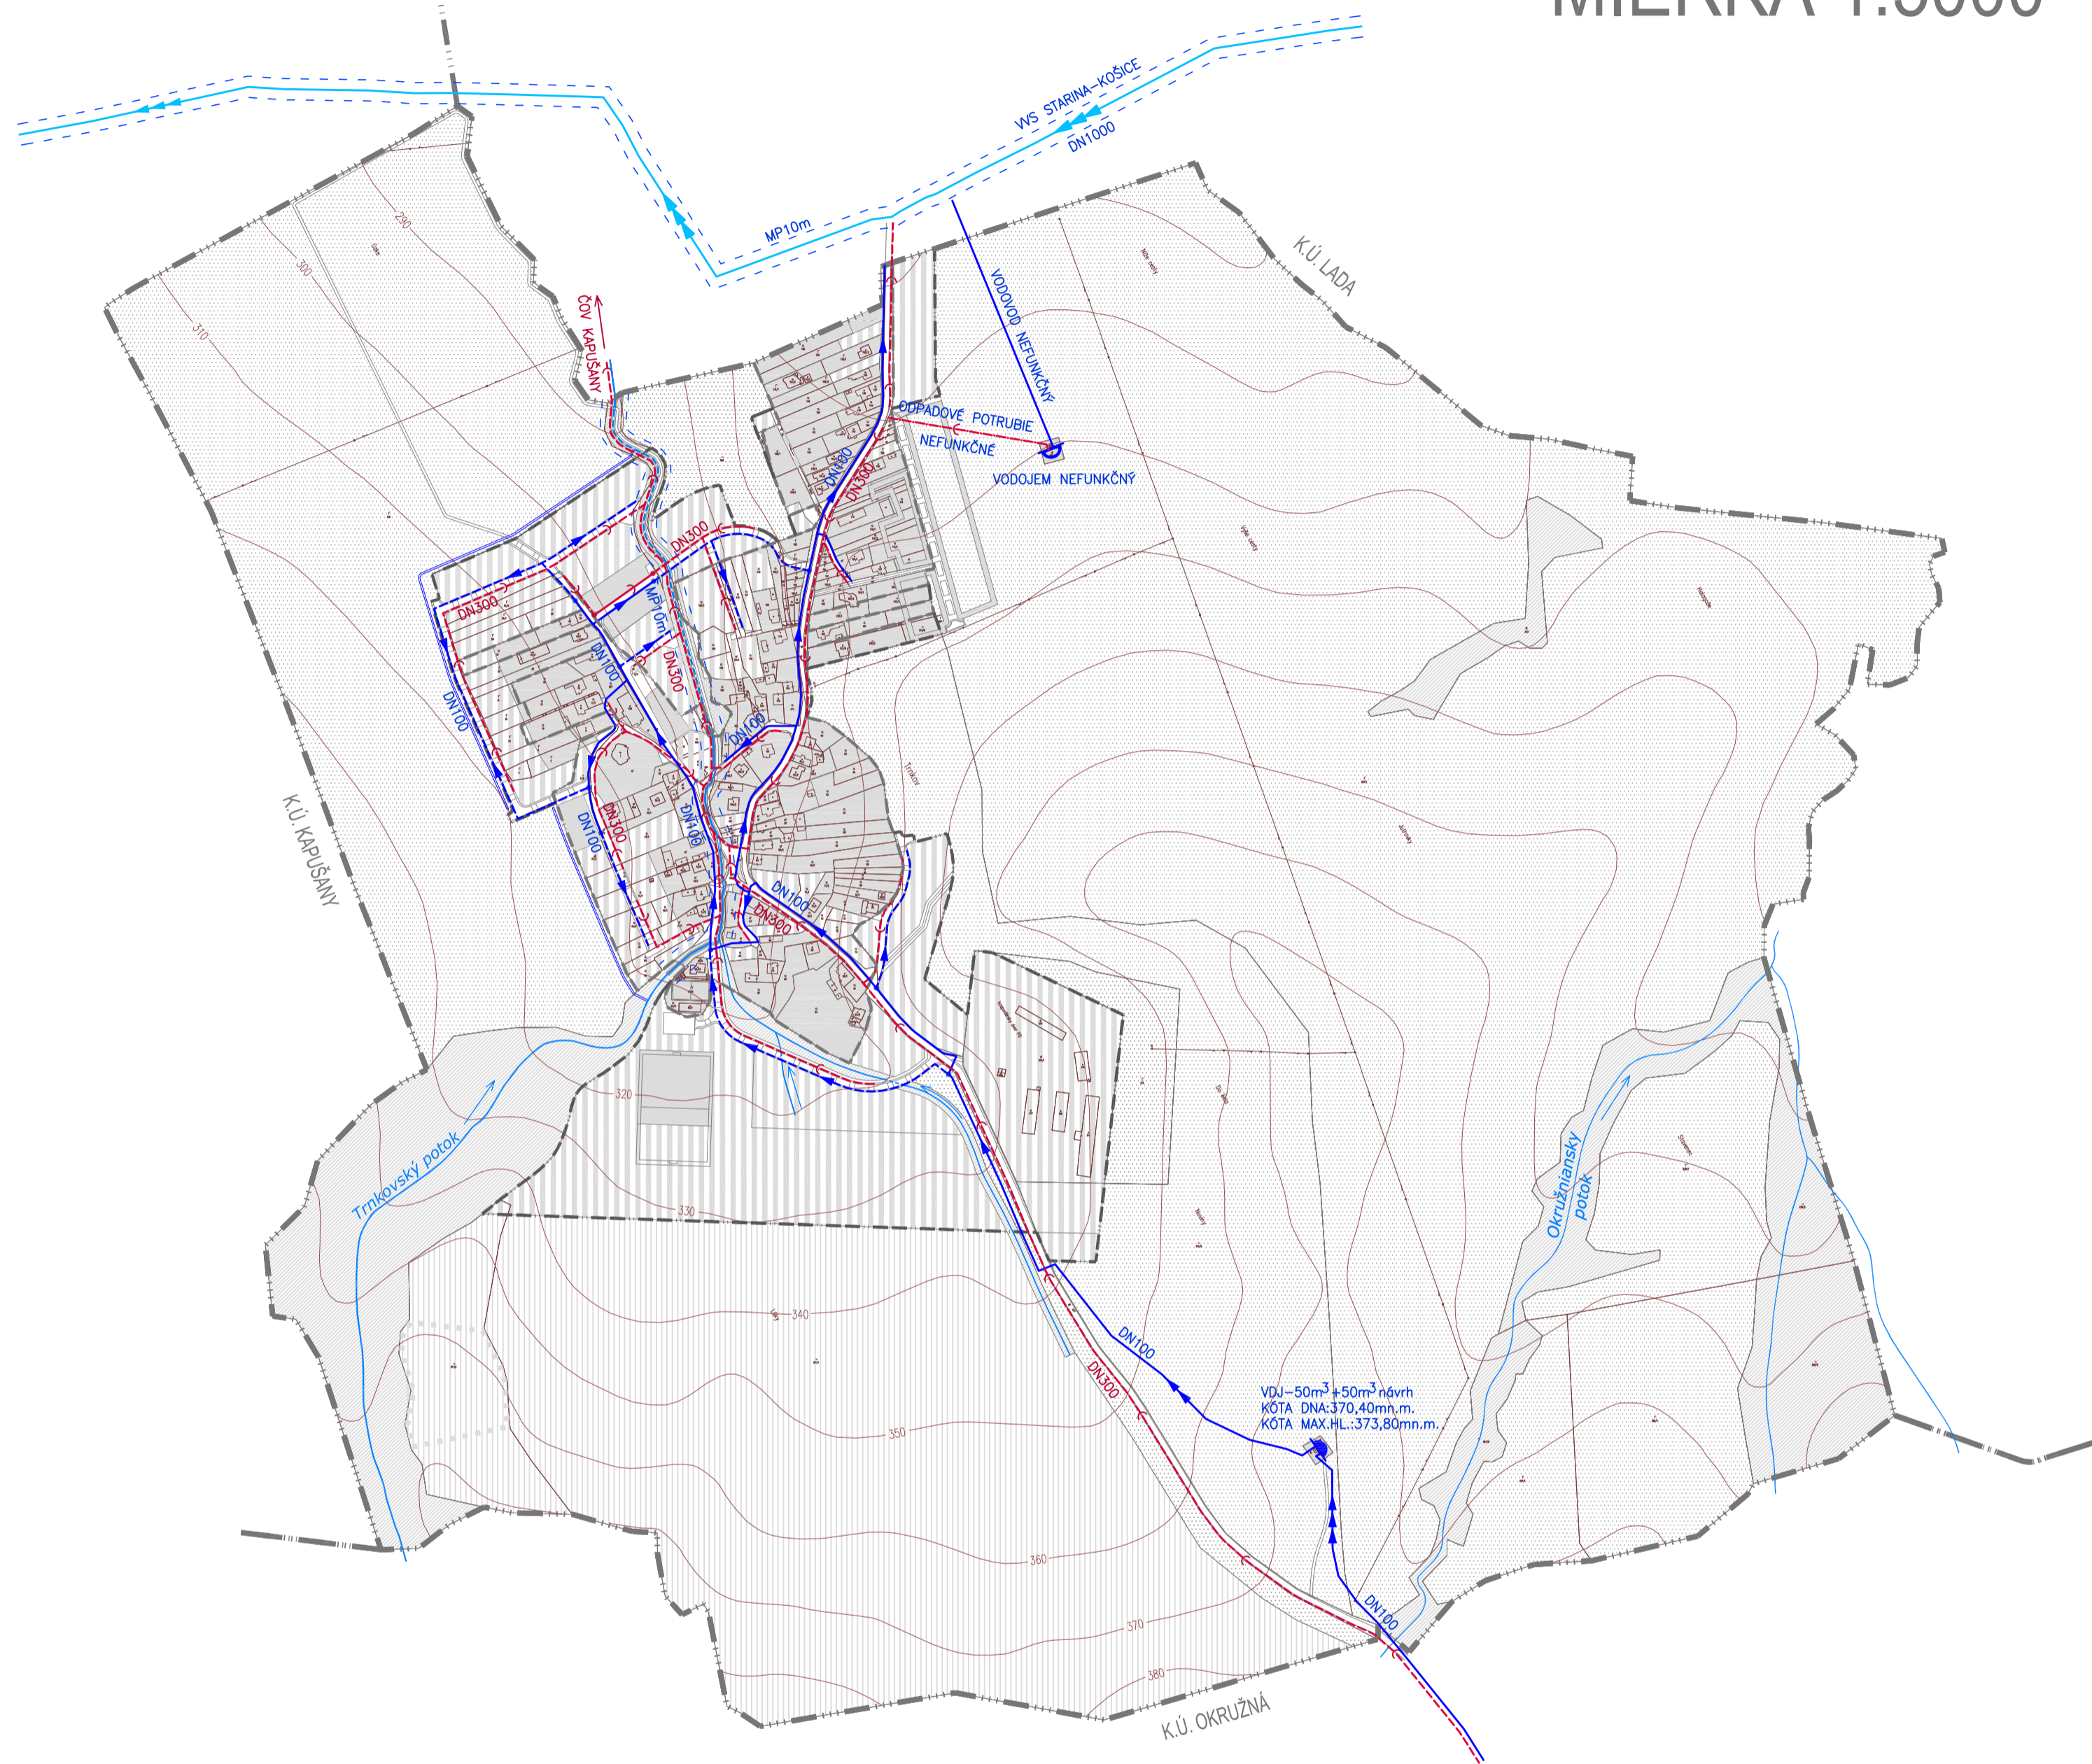 MIERKA 1:5000
VVS STARINA-KOŠICE
DN1000
MP10m
K.Ú. LADA
290
300
310
ČOV KAPUŠANY
VODOVOD NEFUNKČNÝ
ODPADOVÉ POTRUBIE
NEFUNKČNÉ
VODOJEM NEFUNKČNÝ
DN100
DN300
DN300
DN300
MP10m
DN100
DN300
DN100
DN100
Trnkov
K.Ú. KAPUŠANY
DN100
DN300
DN100
DN100
DN300
320
Trnkovský potok
330
Okružniansky
potok
340
DN100
DN300
VDJ-50m³+50m³návrh
KÓTA DNA:370,40mn.m.
KÓTA MAX.HL.:373,80mn.m.
350
360
370
DN100
380
K.Ú. OKRUŽNÁ